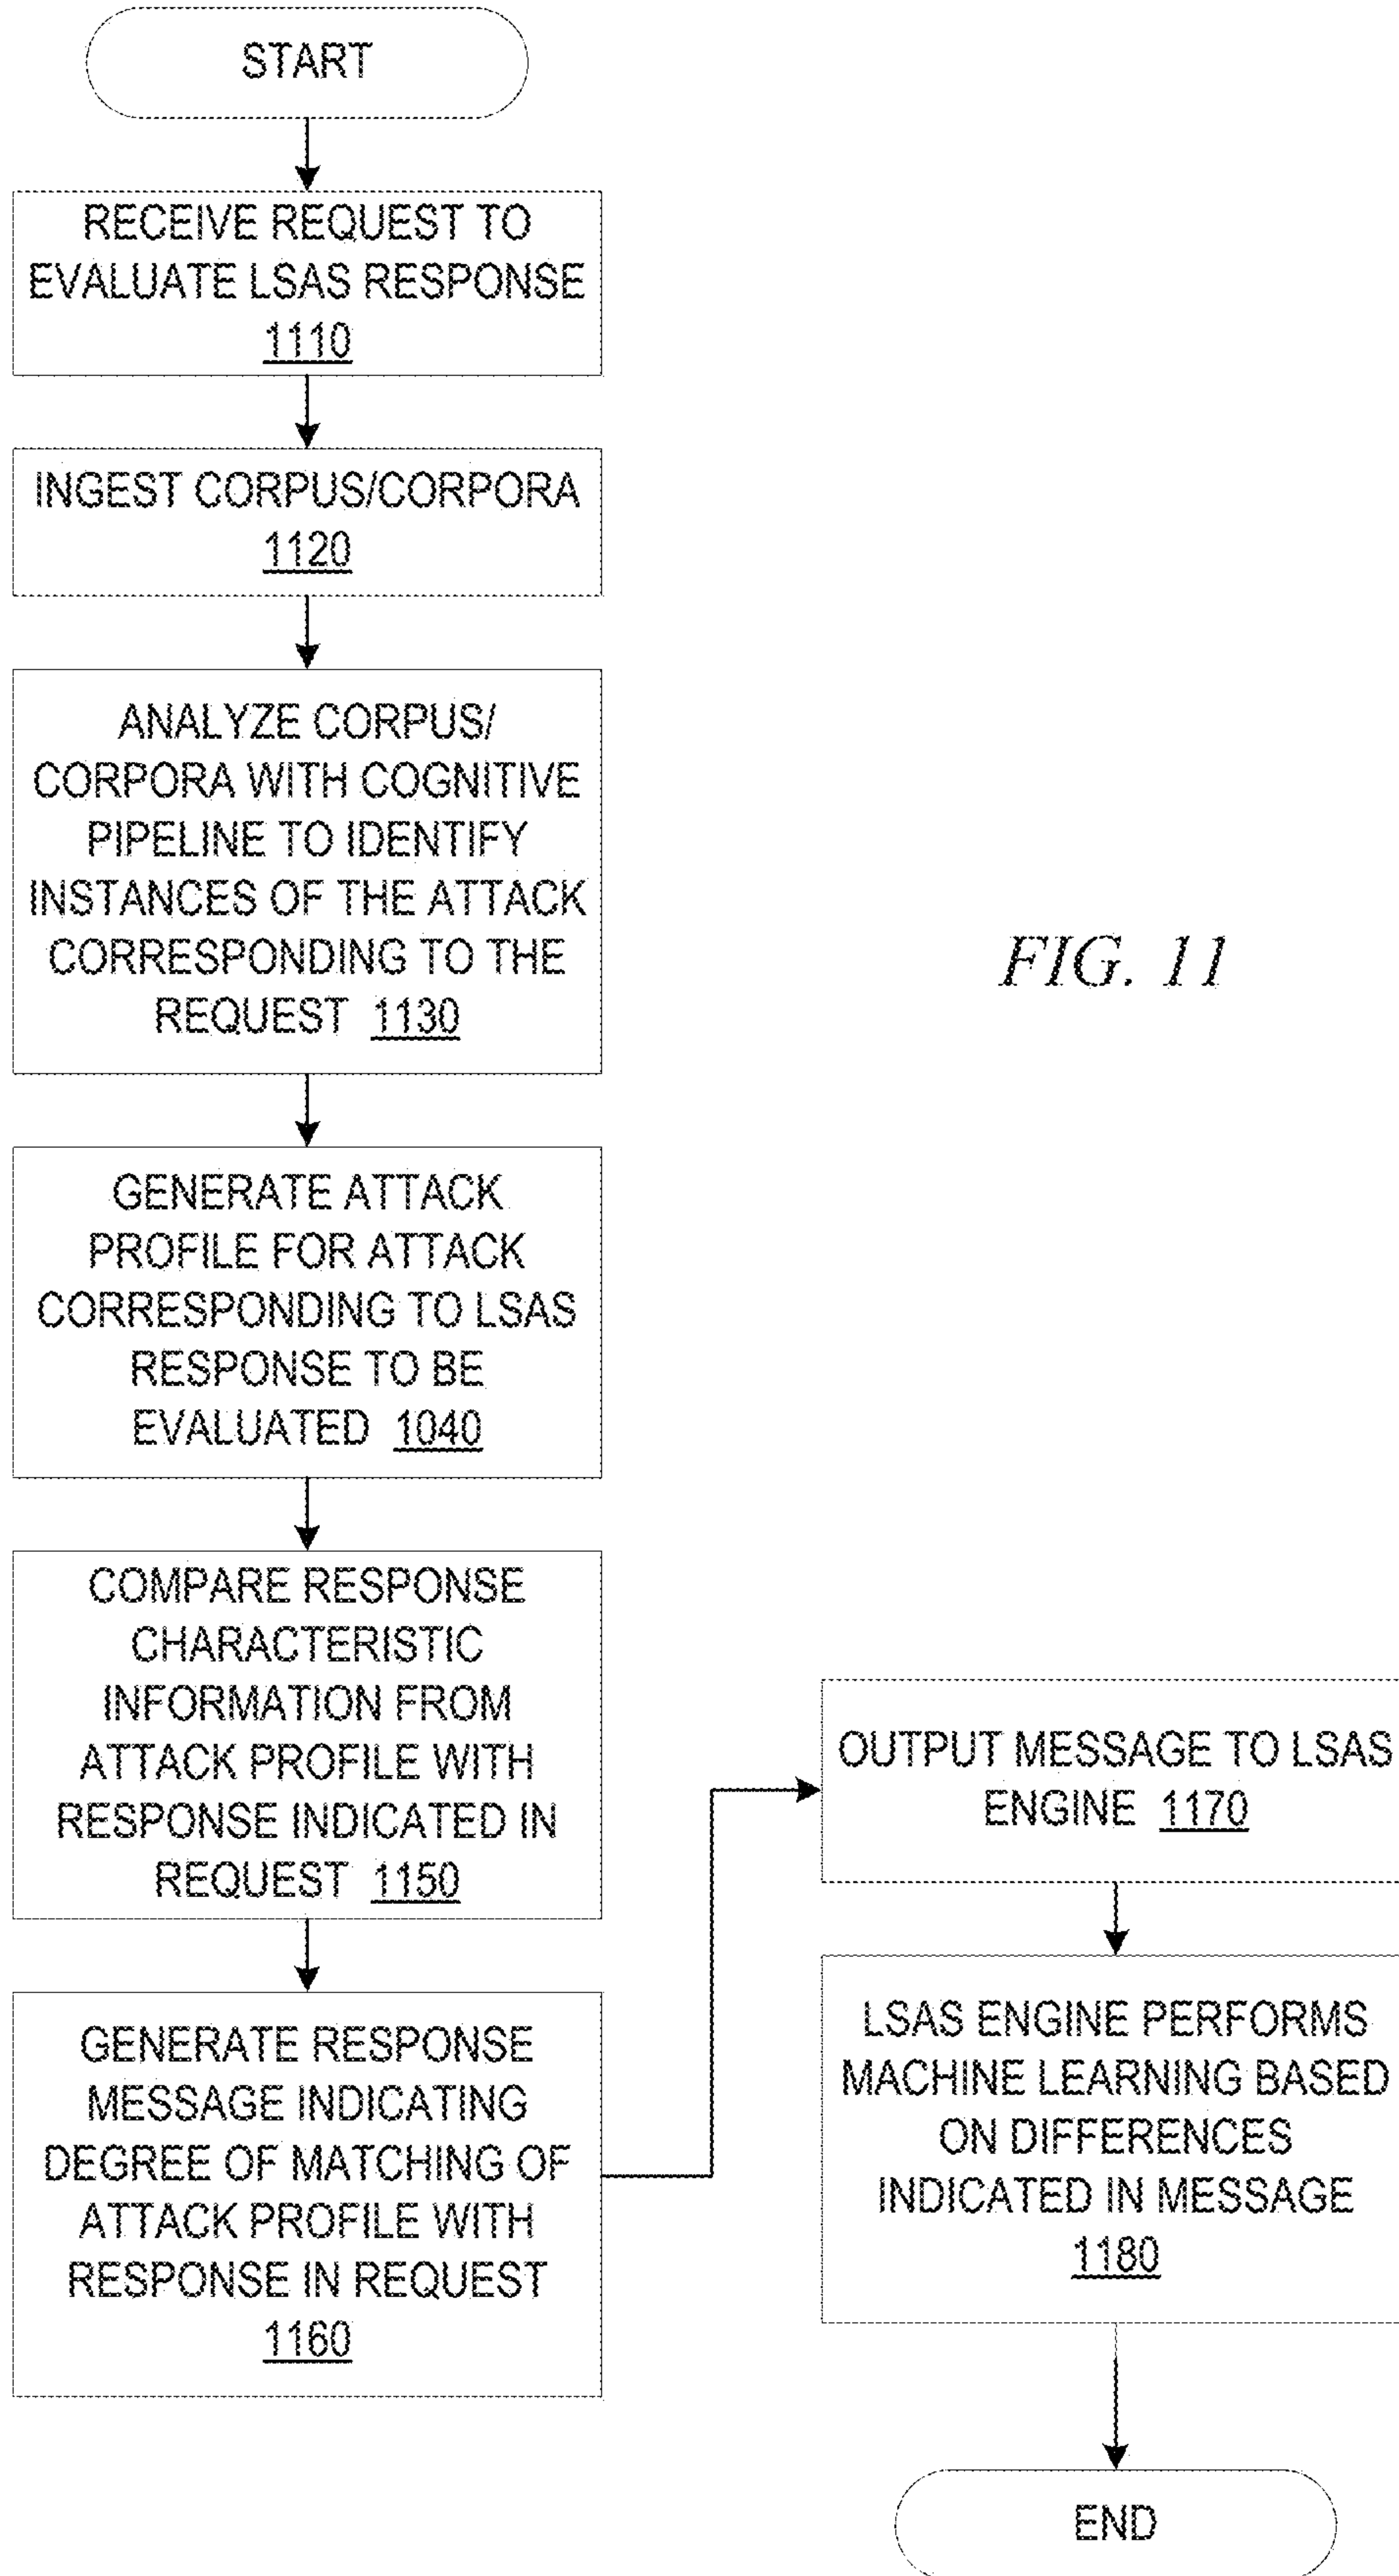 START
RECEIVE REQUEST TO
EVALUATE LSAS RESPONSE
1110
INGEST CORPUS/CORPORA
1120
ANALYZE CORPUS/
CORPORA WITH COGNITIVE
PIPELINE TO IDENTIFY
INSTANCES OF THE ATTACK
CORRESPONDING TO THE
REQUEST 1130
GENERATE ATTACK
PROFILE FOR ATTACK
CORRESPONDING TO LSAS
RESPONSE TO BE
EVALUATED 1040
COMPARE RESPONSE
CHARACTERISTIC
INFORMATION FROM
ATTACK PROFILE WITH
RESPONSE INDICATED IN
REQUEST 1150
GENERATE RESPONSE
MESSAGE INDICATING
DEGREE OF MATCHING OF
ATTACK PROFILE WITH
RESPONSE IN REQUEST
1160
OUTPUT MESSAGE TO LSAS
ENGINE 1170
LSAS ENGINE PERFORMS
MACHINE LEARNING BASED
ON DIFFERENCES
INDICATED IN MESSAGE
1180
END
FIG. 11